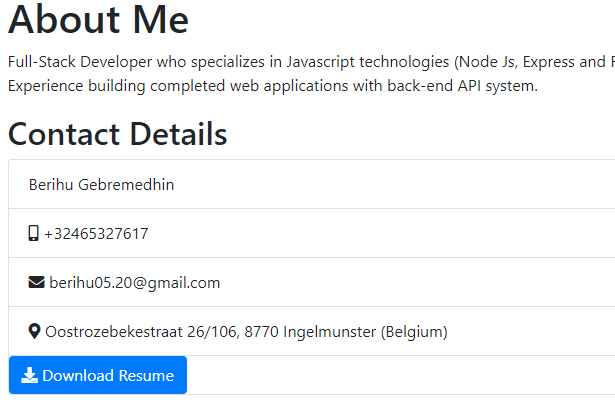 About Me
Full-Stack Developer who specializes in Javascript technologies (Node Js, Express and
Experience building completed web applications with back-end API system.
Contact Details
Berihu Gebremedhin
+32465327617
berihu05.20@gmail.com
Oostrozebekestraat 26/106, 8770 Ingelmunster (Belgium)
Download Resume